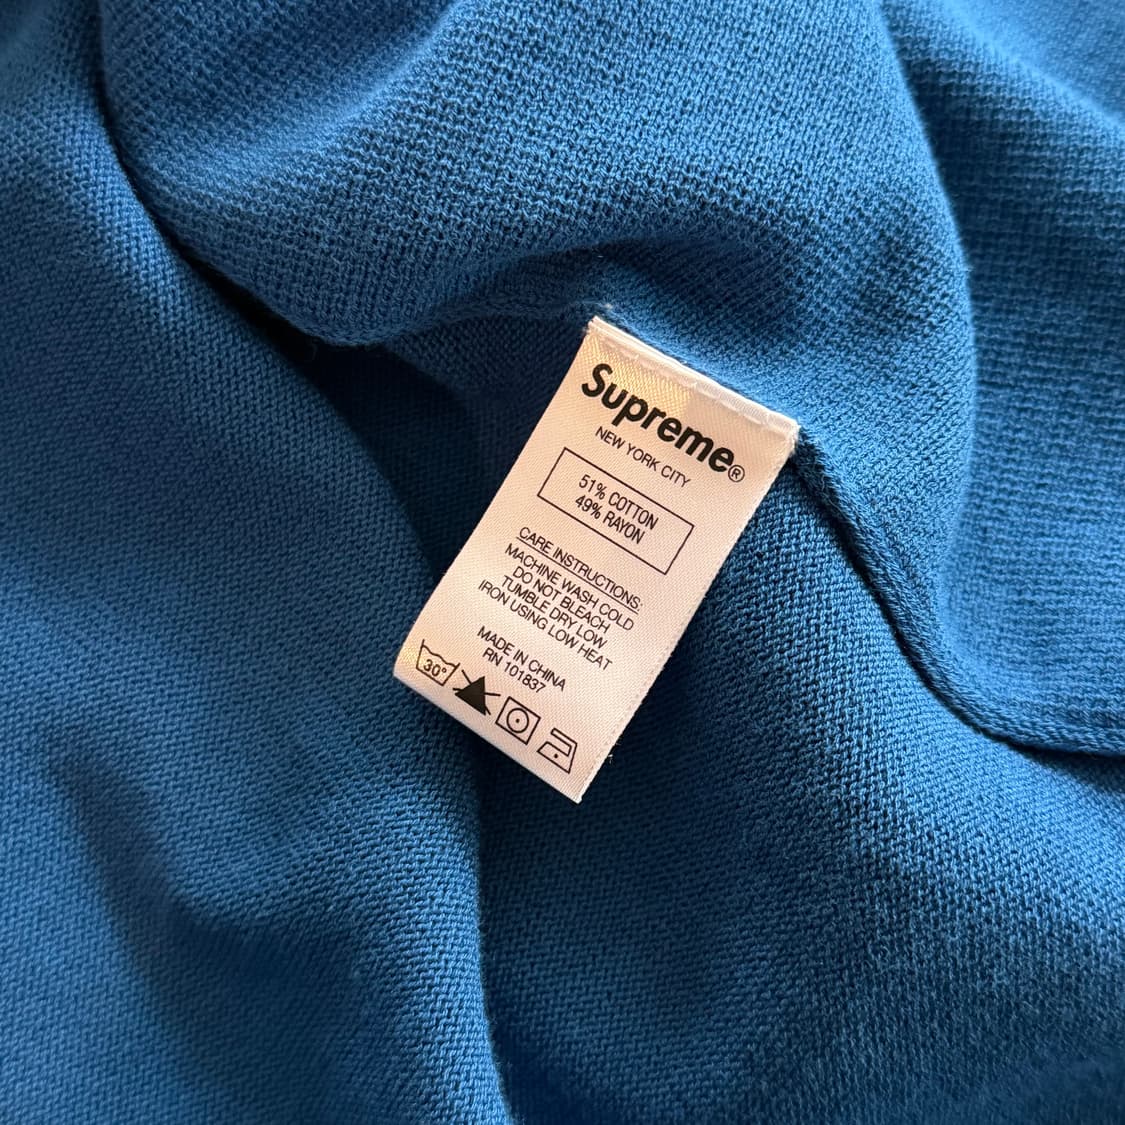 Supreme®
NEW YORK CITY
51% COTTON
49% RAYON
CARE INSTRUCTIONS:
MACHINE WASH COLD
DO NOT BLEACH
TUMBLE DRY LOW
IRON USING LOW HEAT
MADE IN CHINA
RN 101837
30°